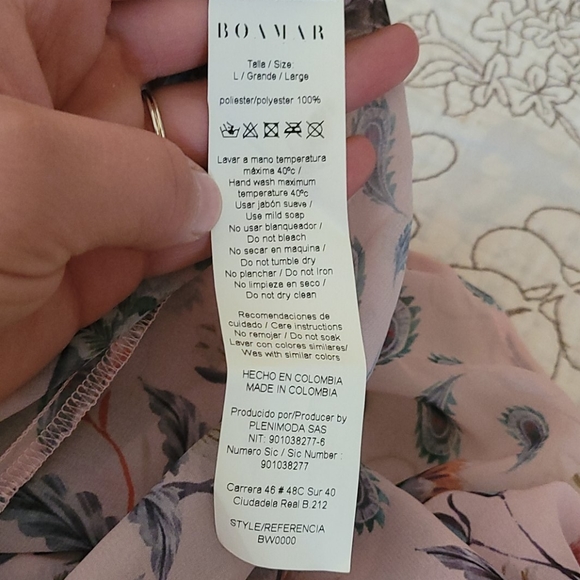 BOAMAR
Talla / Size:
L / Grande / Large
poliester/polyester 100%
Lavar a mano temperatura
máxima 40ºc /
Hand wash maximum
temperature 40ºc
Usar jabón suave /
Use mild soap
No usar blanqueador /
Do not bleach
No secar en maquina /
Do not tumble dry
No planchar / Do not iron
No limpieza en seco /
Do not dry clean
Recomendaciones de
cuidado / Care instructions
No remojar / Do not soak
Lavar con colores similares/
Was with similar colors
HECHO EN COLOMBIA
MADE IN COLOMBIA
Producido por/Producer by
PLENIMODA SAS
NIT: 901038277-6
Numero Sic / Sic Number :
901038277
Carrera 46 # 48C Sur 40
Ciudadela Real B.212
STYLE/REFERENCIA
BW0000